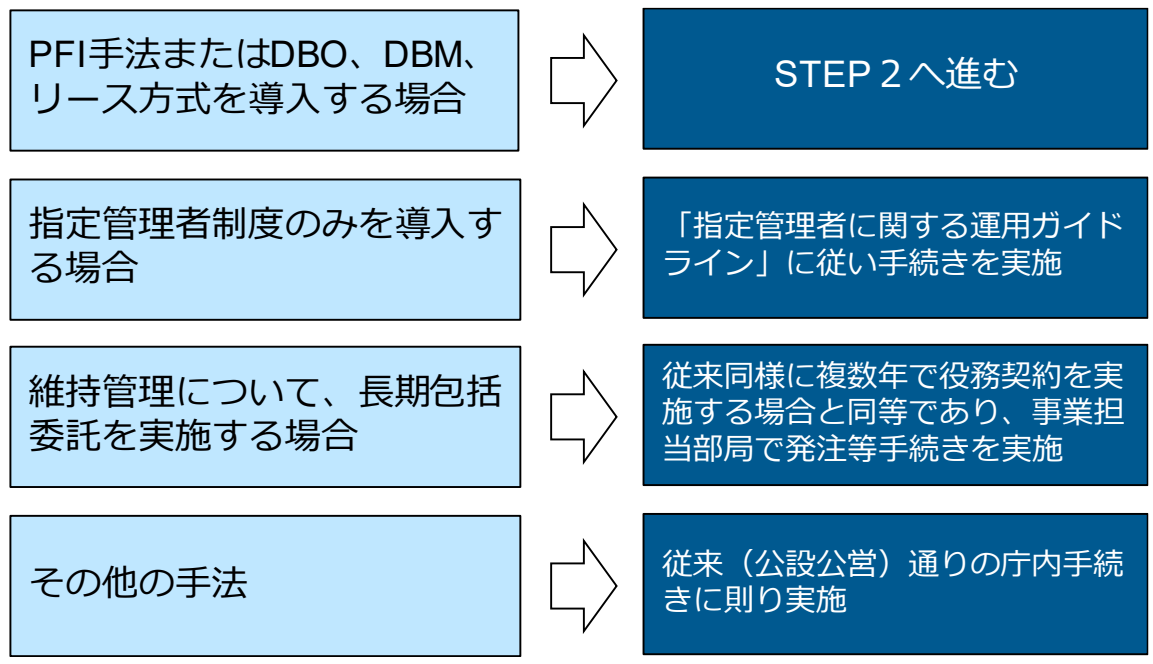 PFI手法またはDBO、DBM、
リース方式を導入する場合
STEP２へ進む
指定管理者制度のみを導入す
る場合
「指定管理者に関する運用ガイド
ライン」に従い手続きを実施
維持管理について、長期包括
委託を実施する場合
従来同様に複数年で役務契約を実
施する場合と同等であり、事業担
当部局で発注等手続きを実施
その他の手法
従来（公設公営）通りの庁内手続
きに則り実施